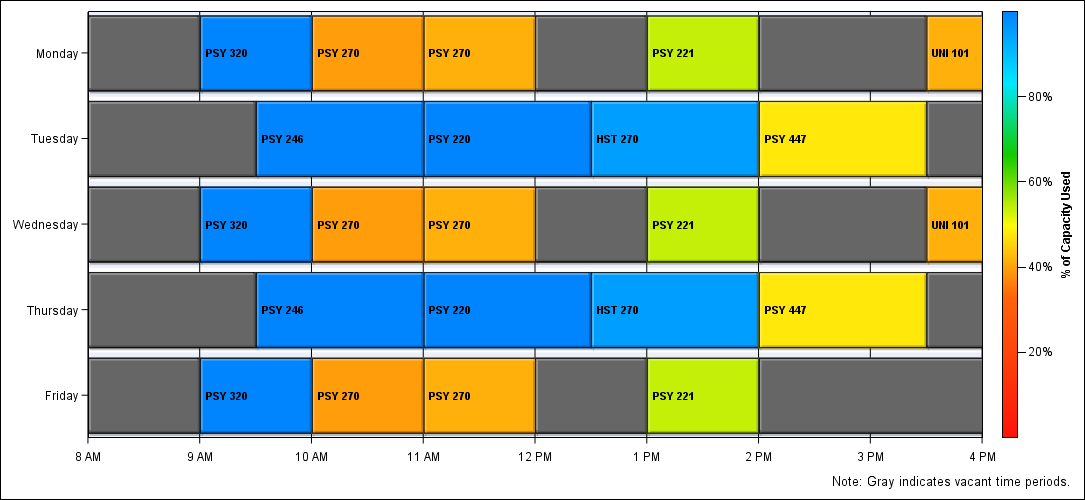 Monday PSY 320 PSY 270 PSY 270 PSY 221 UNI 101
Tuesday PSY 246 PSY 220 HST 270 PSY 447
Wednesday PSY 320 PSY 270 PSY 270 PSY 221 UNI 101
Thursday PSY 246 PSY 220 HST 270 PSY 447
Friday PSY 320 PSY 270 PSY 270 PSY 221
8 AM 9 AM 10 AM 11 AM 12 PM 1 PM 2 PM 3 PM 4 PM
80%
60%
40%
20%
% of Capacity Used
Note: Gray indicates vacant time periods.